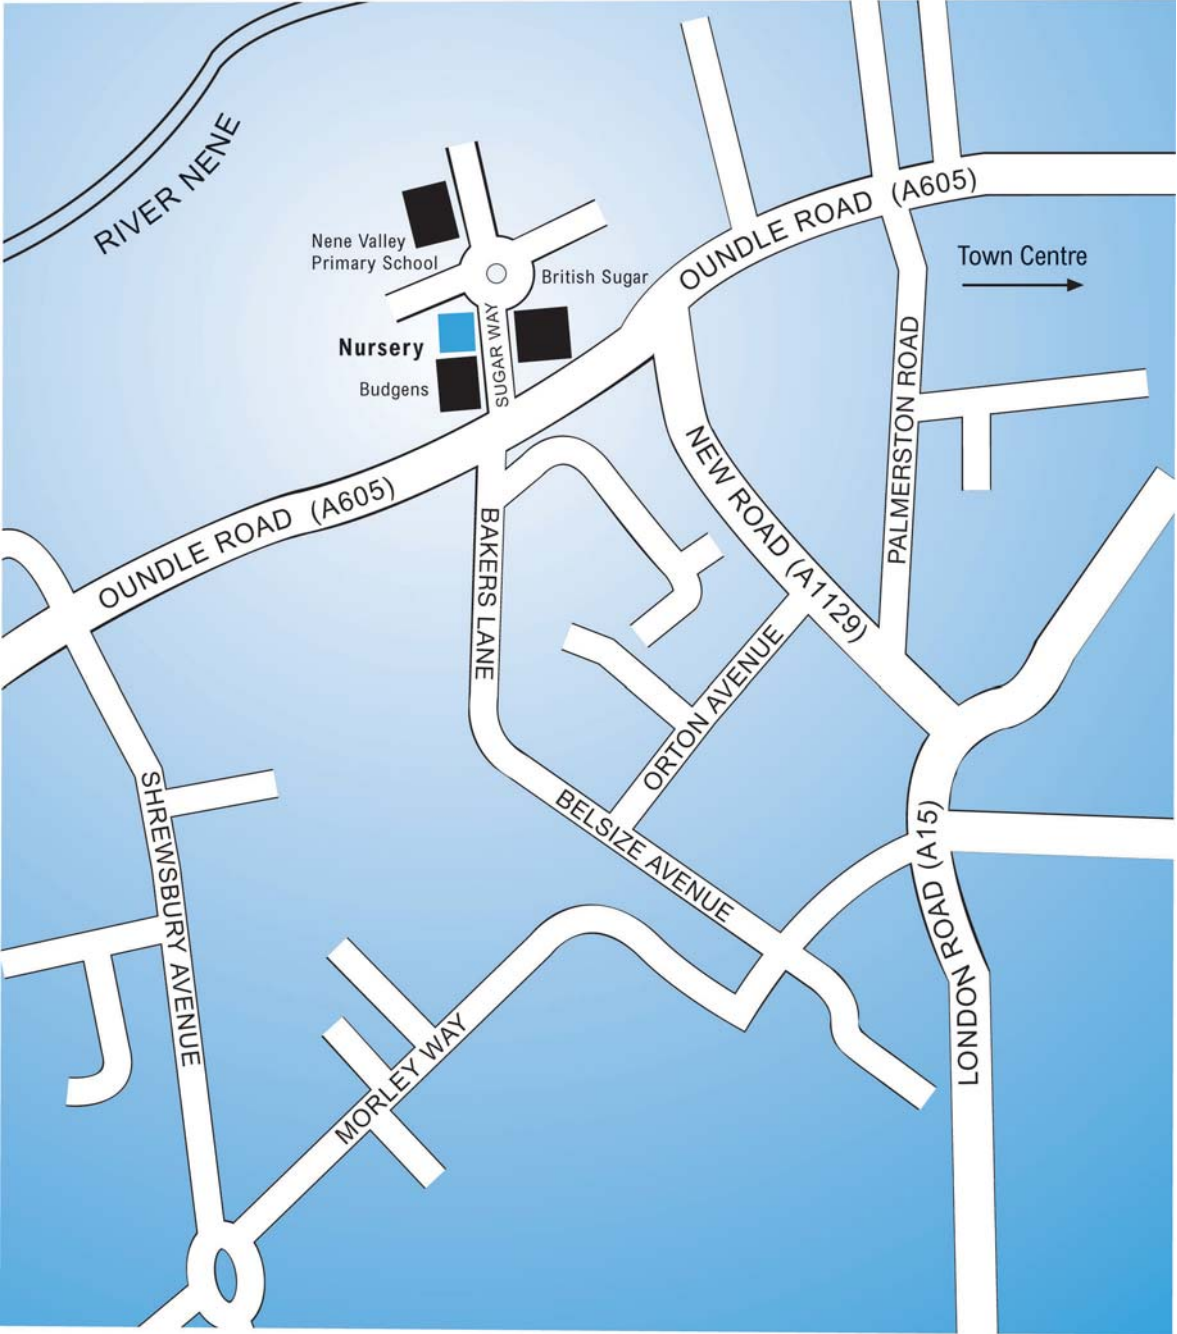 RIVER NENE
Nene Valley
Primary School
British Sugar
Nursery
Budgens
SUGAR WAY
OUNDLE ROAD (A605)
Town Centre
PALMERSTON ROAD
NEW ROAD (A1129)
OUNDLE ROAD (A605)
BAKERS LANE
ORTON AVENUE
BELSIZE AVENUE
SHREWSBURY AVENUE
LONDON ROAD (A15)
MORLEY WAY